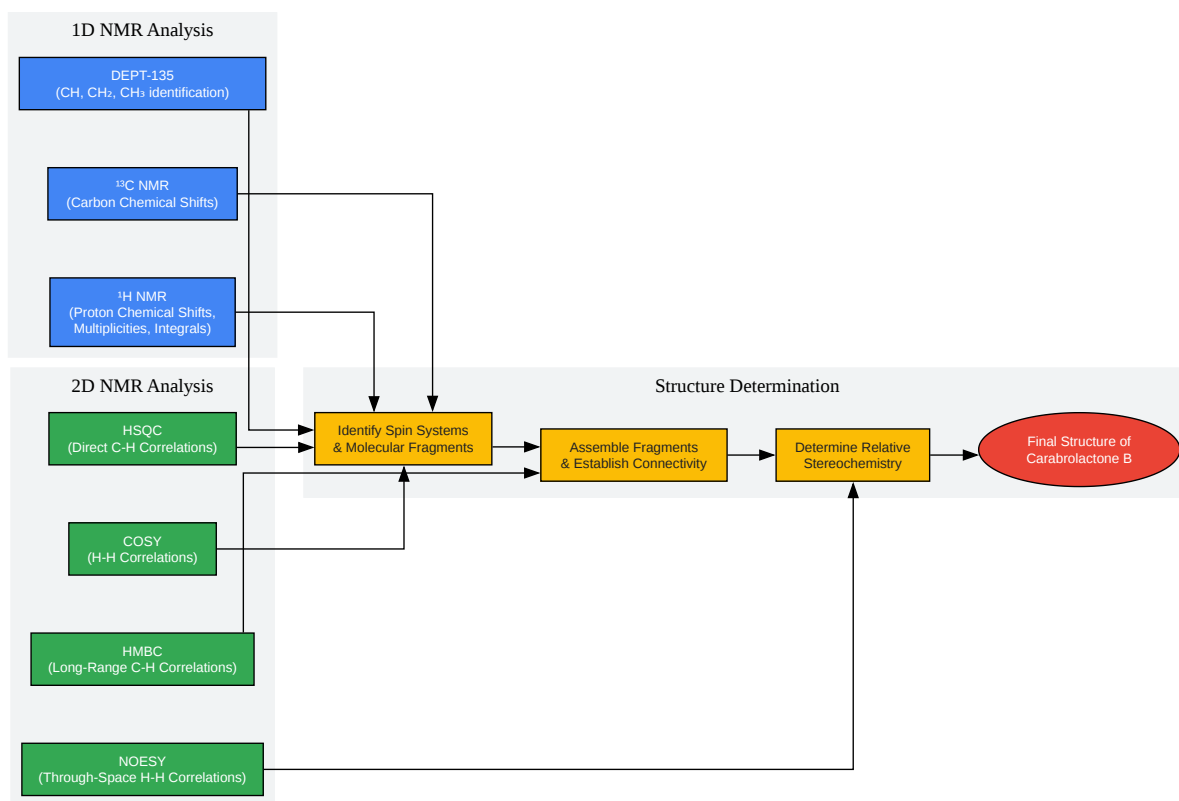 1D NMR Analysis
DEPT-135
(CH, CH₂, CH₃ identification)
¹³C NMR
(Carbon Chemical Shifts)
¹H NMR
(Proton Chemical Shifts,
Multiplicities, Integrals)
2D NMR Analysis
HSQC
(Direct C-H Correlations)
COSY
(H-H Correlations)
HMBC
(Long-Range C-H Correlations)
NOESY
(Through-Space H-H Correlations)
Structure Determination
Identify Spin Systems
& Molecular Fragments
Assemble Fragments
& Establish Connectivity
Determine Relative
Stereochemistry
Final Structure of
Carabrolactone B